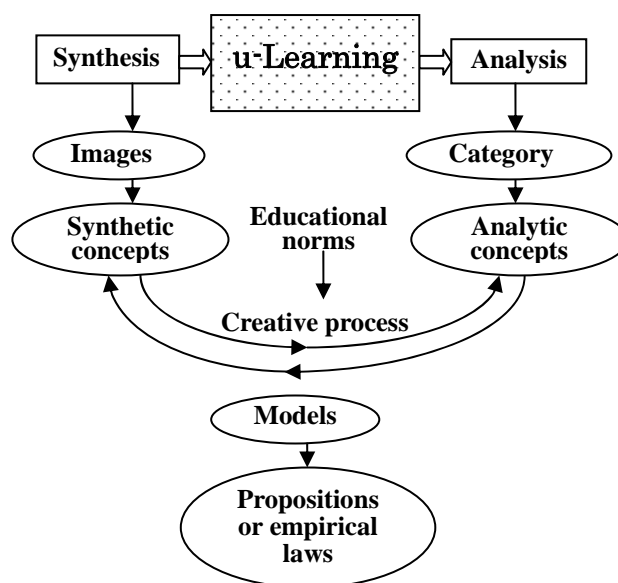 Synthesis
u-Learning
Analysis
Images
Category
Synthetic
concepts
Educational
norms
Analytic
concepts
Creative process
Models
Propositions
or empirical
laws